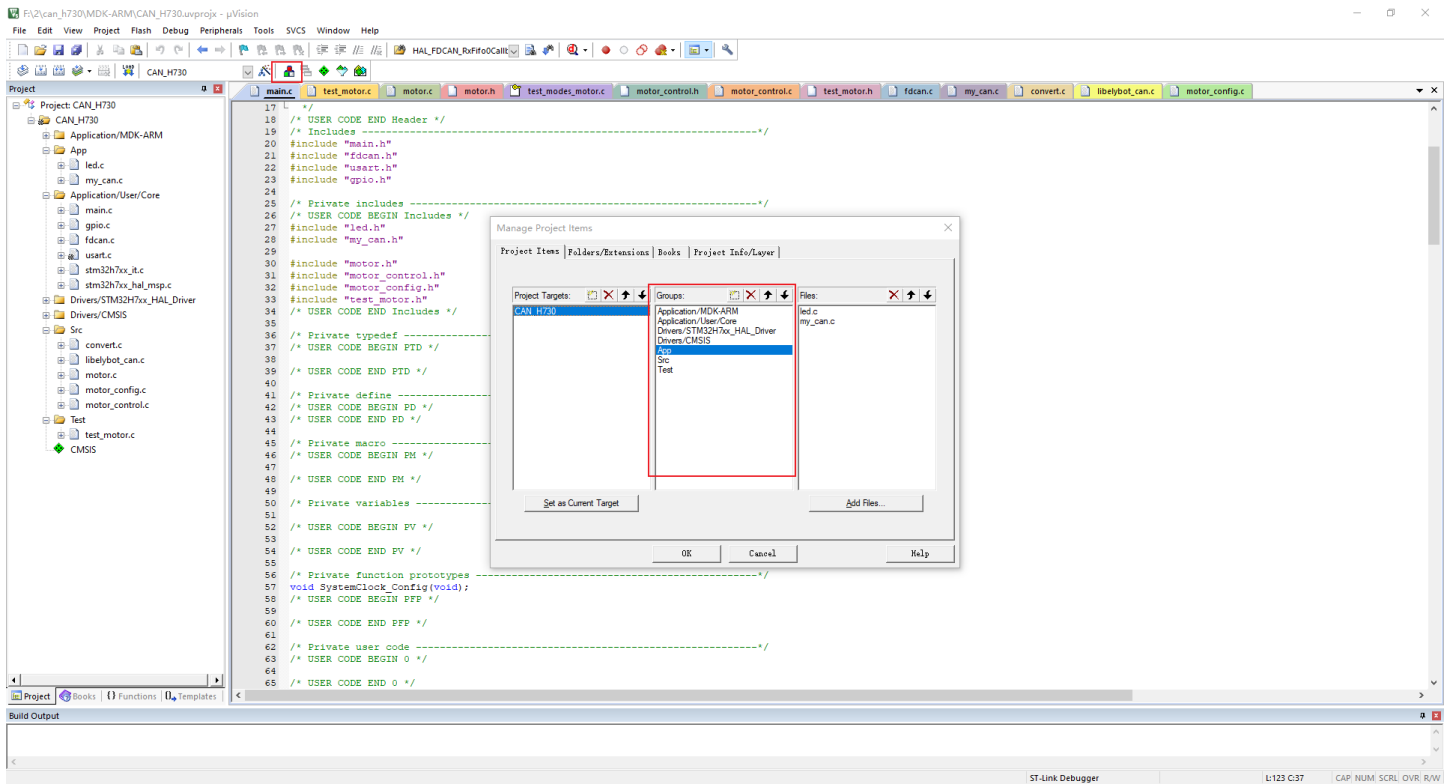 F:\2\can_h730\MDK-ARM\CAN_H730.uvprojx - µVision
File Edit View Project Flash Debug Peripherals Tools SVCS Window Help
HAL_FDCAN_RxFifo0Callb
CAN_H730
Project
main.c test_motor.c motor.c motor.h test_modes_motor.c motor_control.h motor_control.c test_motor.h fdcan.c my_can.c convert.c libelybot_can.c motor_config.c
Project: CAN_H730
CAN_H730
Application/MDK-ARM
App
led.c
my_can.c
Application/User/Core
main.c
gpio.c
fdcan.c
usart.c
stm32h7xx_it.c
stm32h7xx_hal_msp.c
Drivers/STM32H7xx_HAL_Driver
Drivers/CMSIS
Src
convert.c
libelybot_can.c
motor.c
motor_config.c
motor_control.c
Test
test_motor.c
CMSIS
17 */
18 /* USER CODE END Header */
19 /* Includes ------------------------------------------------------------------*/
20 #include "main.h"
21 #include "fdcan.h"
22 #include "usart.h"
23 #include "gpio.h"
24
25 /* Private includes ----------------------------------------------------------*/
26 /* USER CODE BEGIN Includes */
27 #include "led.h"
28 #include "my_can.h"
29
30 #include "motor.h"
31 #include "motor_control.h"
32 #include "motor_config.h"
33 #include "test_motor.h"
34 /* USER CODE END Includes */
35
36 /* Private typedef ---------------
37 /* USER CODE BEGIN PTD */
38
39 /* USER CODE END PTD */
40
41 /* Private define ----------------
42 /* USER CODE BEGIN PD */
43 /* USER CODE END PD */
44
45 /* Private macro -----------------
46 /* USER CODE BEGIN PM */
47
48 /* USER CODE END PM */
49
50 /* Private variables -------------
51
52 /* USER CODE BEGIN PV */
53
54 /* USER CODE END PV */
55
56 /* Private function prototypes -----------------------------------------------*/
57 void SystemClock_Config(void);
58 /* USER CODE BEGIN PFP */
59
60 /* USER CODE END PFP */
61
62 /* Private user code ---------------------------------------------------------*/
63 /* USER CODE BEGIN 0 */
64
65 /* USER CODE END 0 */
Manage Project Items
Project Items Folders/Extensions Books Project Info/Layer
Project Targets: Groups: Files:
CAN_H730
Application/MDK-ARM
Application/User/Core
Drivers/STM32H7xx_HAL_Driver
Drivers/CMSIS
App
Src
Test
led.c
my_can.c
Set as Current Target Add Files...
OK Cancel Help
Project Books Functions Templates
Build Output
ST-Link Debugger L:123 C:37 CAP NUM SCRL OVR R/W